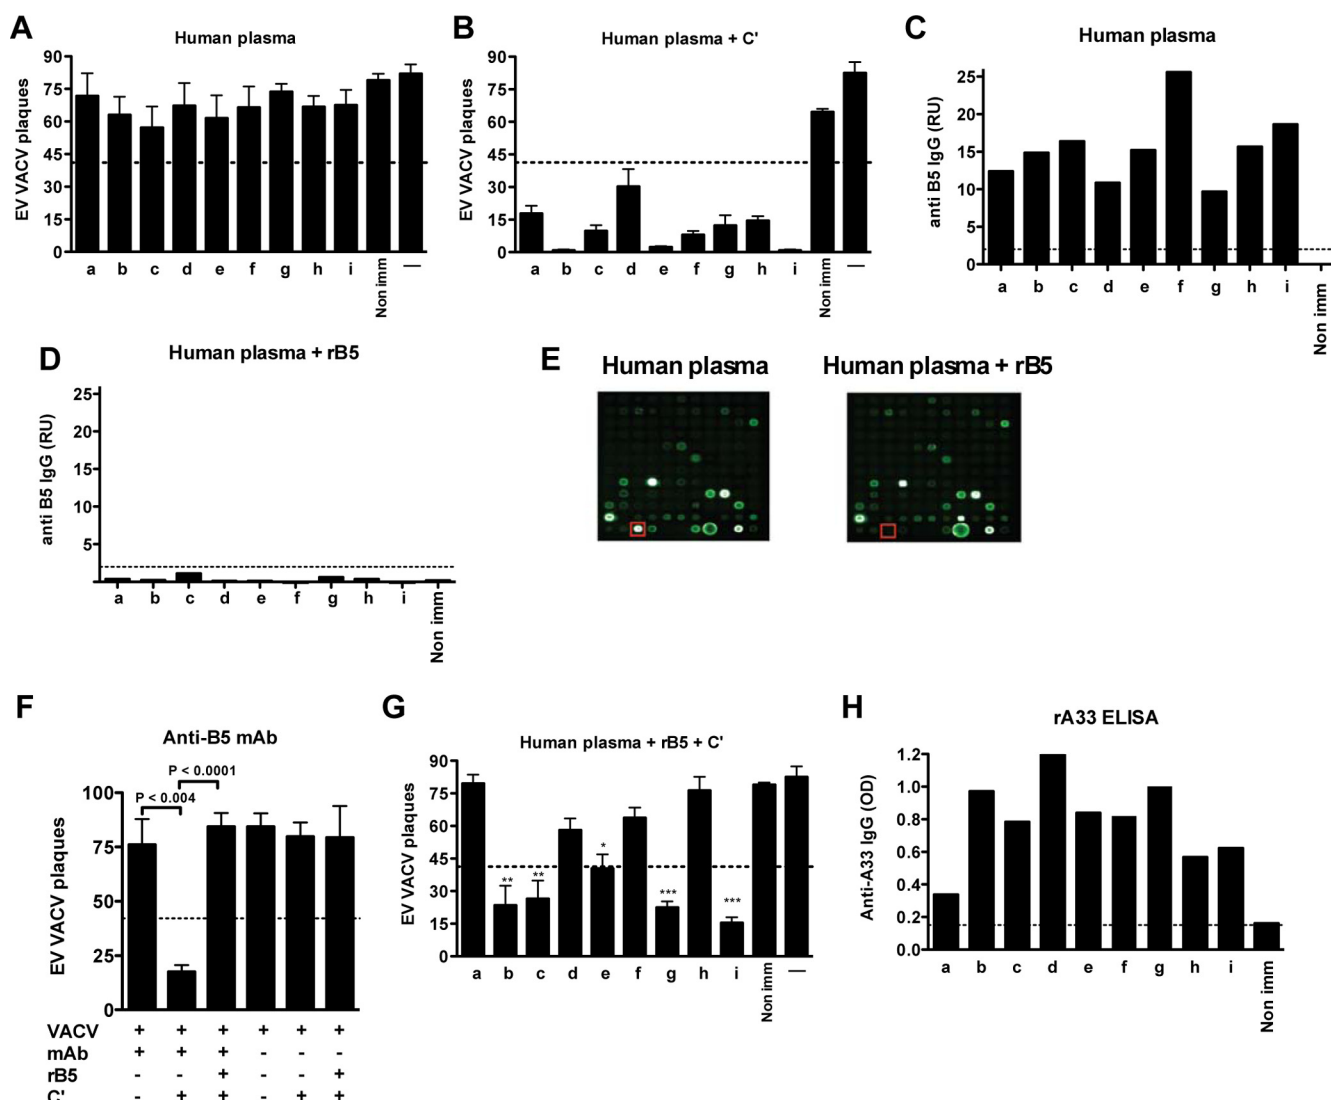 A
Human plasma
EV VACV plaques
90
75
60
45
30
15
0
a b c d e f g h i Non imm —
B
Human plasma + C'
EV VACV plaques
90
75
60
45
30
15
0
a b c d e f g h i Non imm —
C
Human plasma
anti B5 IgG (RU)
25
20
15
10
5
0
a b c d e f g h i Non imm
D
Human plasma + rB5
anti B5 IgG (RU)
25
20
15
10
5
a b c d e f g h i Non imm
E
Human plasma
Human plasma + rB5
F
Anti-B5 mAb
P < 0.0001
P < 0.004
EV VACV plaques
100
75
50
25
0
VACV + + + + + +
mAb + + + - - -
rB5 - - + - - +
C' - + + - + +
G
Human plasma + rB5 + C'
EV VACV plaques
90
75
60
45
30
15
0
** ** * *** ***
a b c d e f g h i Non imm —
H
rA33 ELISA
Anti-A33 IgG (OD)
1.2
1.0
0.8
0.6
0.4
0.2
0.0
a b c d e f g h i Non imm